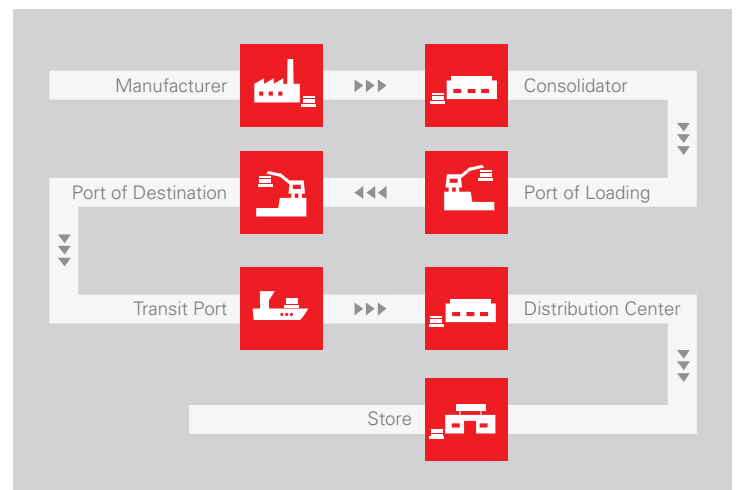 Manufacturer
Consolidator
Port of Destination
Port of Loading
Transit Port
Distribution Center
Store